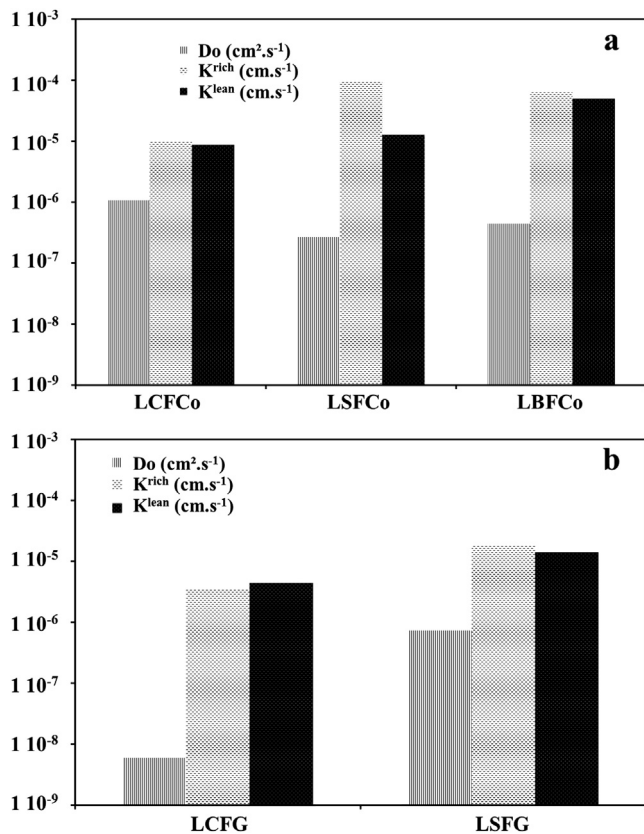 1 10⁻³
a
Do (cm².s⁻¹)
Kʳⁱᶜʰ (cm.s⁻¹)
Kˡᵉᵃⁿ (cm.s⁻¹)
1 10⁻⁴
1 10⁻⁵
1 10⁻⁶
1 10⁻⁷
1 10⁻⁸
1 10⁻⁹
LCFCo LSFCo LBFCo
1 10⁻³
b
Do (cm².s⁻¹)
Kʳⁱᶜʰ (cm.s⁻¹)
Kˡᵉᵃⁿ (cm.s⁻¹)
1 10⁻⁴
1 10⁻⁵
1 10⁻⁶
1 10⁻⁷
1 10⁻⁸
1 10⁻⁹
LCFG LSFG